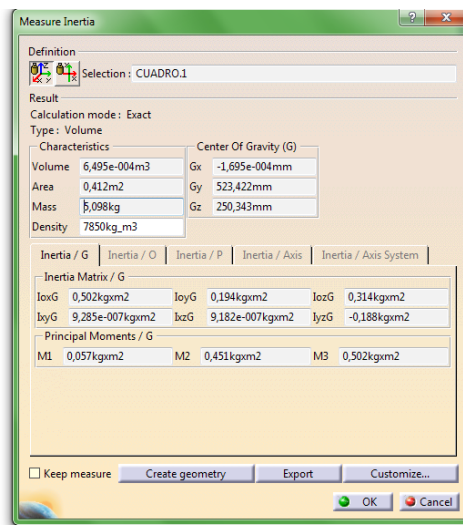 Measure Inertia
Definition
Selection : CUADRO.1
Result
Calculation mode : Exact
Type : Volume
Characteristics Center Of Gravity (G)
Volume 6,495e-004m3 Gx -1,695e-004mm
Area 0,412m2 Gy 523,422mm
Mass 5,098kg Gz 250,343mm
Density 7850kg_m3
Inertia / G Inertia / O Inertia / P Inertia / Axis Inertia / Axis System
Inertia Matrix / G
IoxG 0,502kgxm2 IoyG 0,194kgxm2 IozG 0,314kgxm2
IxyG 9,285e-007kgxm2 IxzG 9,182e-007kgxm2 IyzG -0,188kgxm2
Principal Moments / G
M1 0,057kgxm2 M2 0,451kgxm2 M3 0,502kgxm2
Keep measure Create geometry Export Customize...
OK Cancel